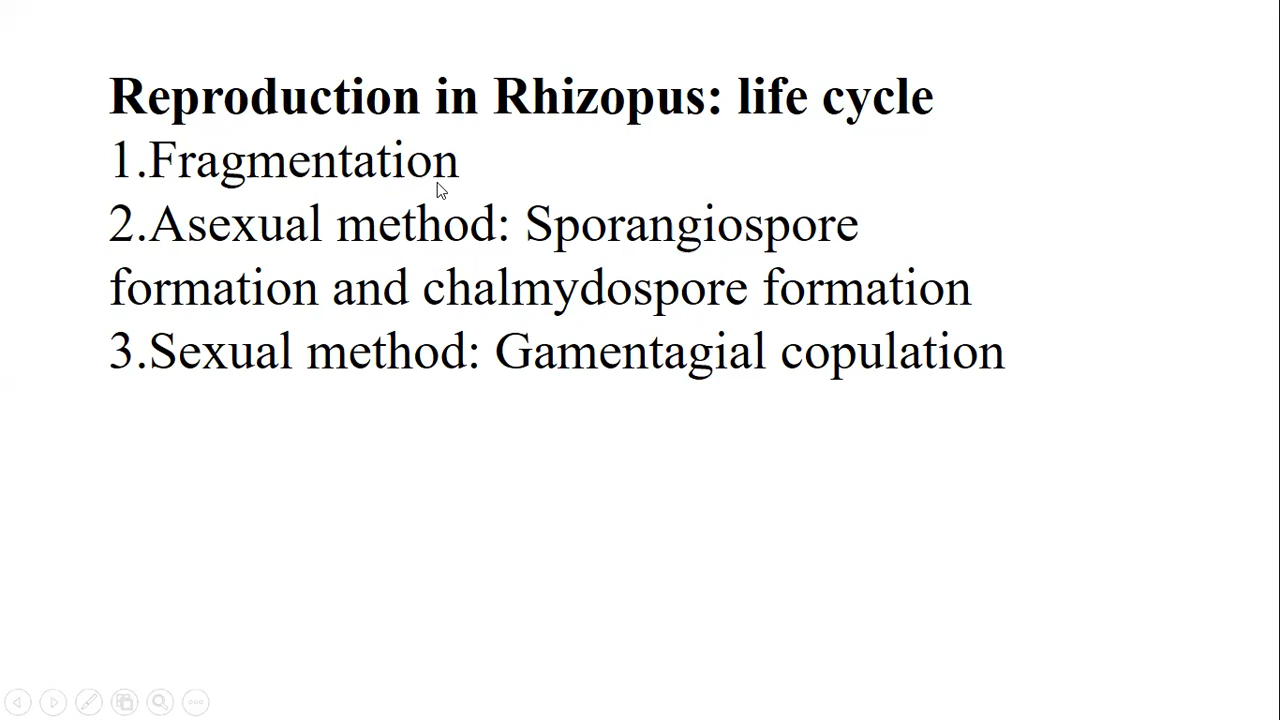 Reproduction in Rhizopus: life cycle
1.Fragmentation
2.Asexual method: Sporangiospore
formation and chalmydospore formation
3.Sexual method: Gamentagial copulation